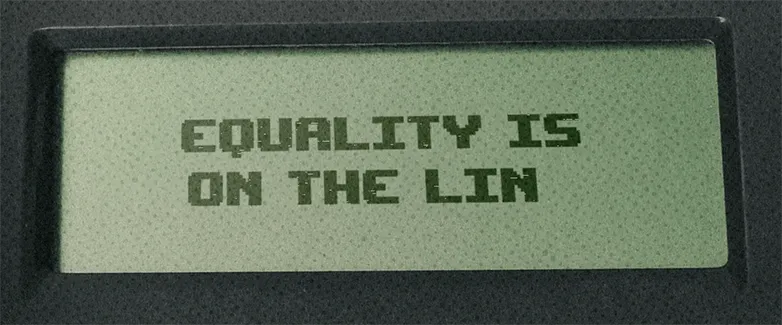 EQUALITY IS
ON THE LIN